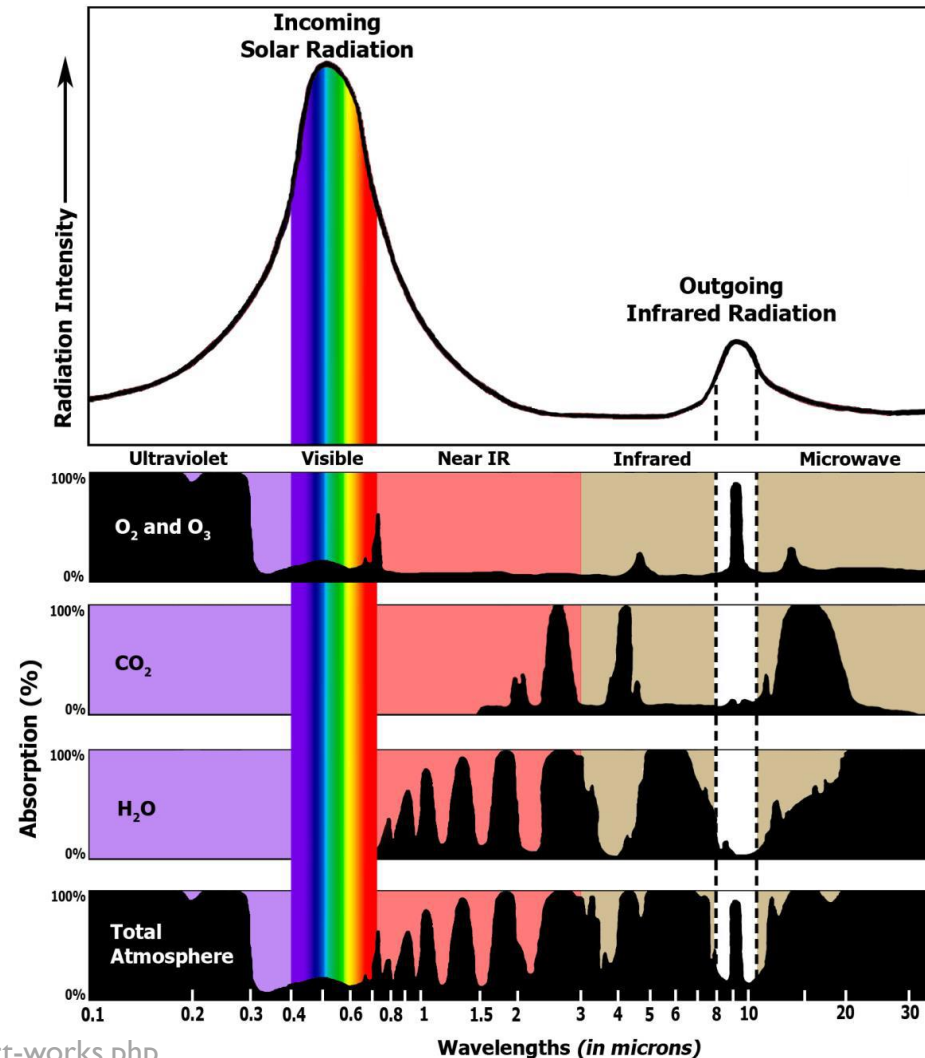 Incoming
Solar Radiation
Radiation Intensity
Outgoing
Infrared Radiation
Ultraviolet Visible Near IR Infrared Microwave
100%
O₂ and O₃
0%
100%
CO₂
0%
Absorption (%)
100%
H₂O
0%
100%
Total
Atmosphere
0%
0.1 0.2 0.3 0.4 0.6 0.8 1 1.5 2 3 4 5 6 8 10 20 30
Wavelengths (in microns)